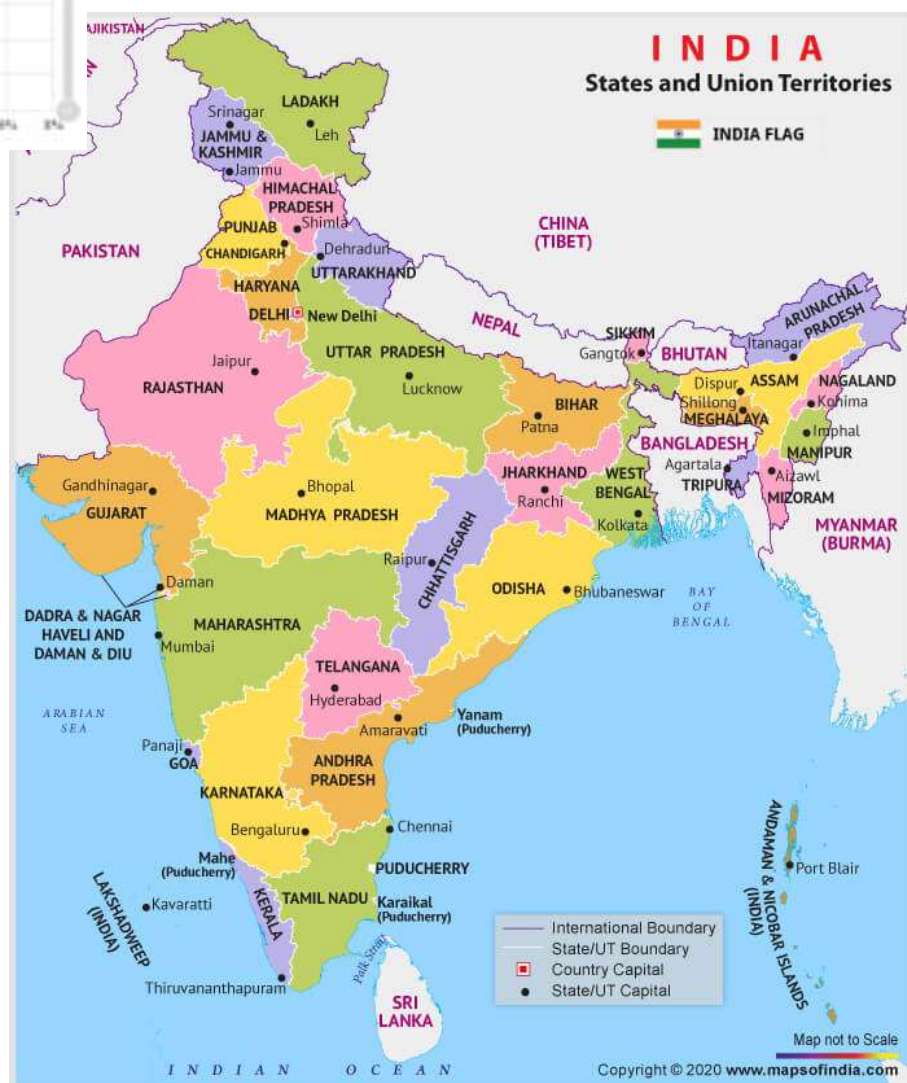 AJIKISTAN
I N D I A
States and Union Territories
INDIA FLAG
LADAKH
Leh
Srinagar
JAMMU &
KASHMIR
Jammu
HIMACHAL
PRADESH
Shimla
PUNJAB
CHANDIGARH
Dehradun
UTTARAKHAND
HARYANA
DELHI
New Delhi
PAKISTAN
CHINA
(TIBET)
NEPAL
SIKKIM
Gangtok
BHUTAN
ARUNACHAL
PRADESH
Itanagar
UTTAR PRADESH
Lucknow
Jaipur
RAJASTHAN
BIHAR
Patna
Dispur
ASSAM
NAGALAND
Shillong
MEGHALAYA
Kohima
Imphal
MANIPUR
BANGLADESH
Agartala
TRIPURA
Aizawl
MIZORAM
MYANMAR
(BURMA)
Gandhinagar
GUJARAT
Bhopal
MADHYA PRADESH
JHARKHAND
Ranchi
WEST
BENGAL
Kolkata
Raipur
CHHATTISGARH
ODISHA
Bhubaneswar
BAY
OF
BENGAL
Daman
DADRA & NAGAR
HAVELI AND
DAMAN & DIU
MAHARASHTRA
Mumbai
TELANGANA
Hyderabad
ARABIAN
SEA
Amaravati
Yanam
(Puducherry)
Panaji
GOA
ANDHRA
PRADESH
KARNATAKA
Bengaluru
Chennai
Mahe
(Puducherry)
PUDUCHERRY
KERALA
TAMIL NADU
Karaikal
(Puducherry)
LAKSHADWEEP
(INDIA)
Kavaratti
Thiruvananthapuram
Palk Strait
SRI
LANKA
ANDAMAN & NICOBAR ISLANDS
(INDIA)
Port Blair
International Boundary
State/UT Boundary
Country Capital
State/UT Capital
Map not to Scale
I N D I A N   O C E A N
Copyright © 2020 www.mapsofindia.com